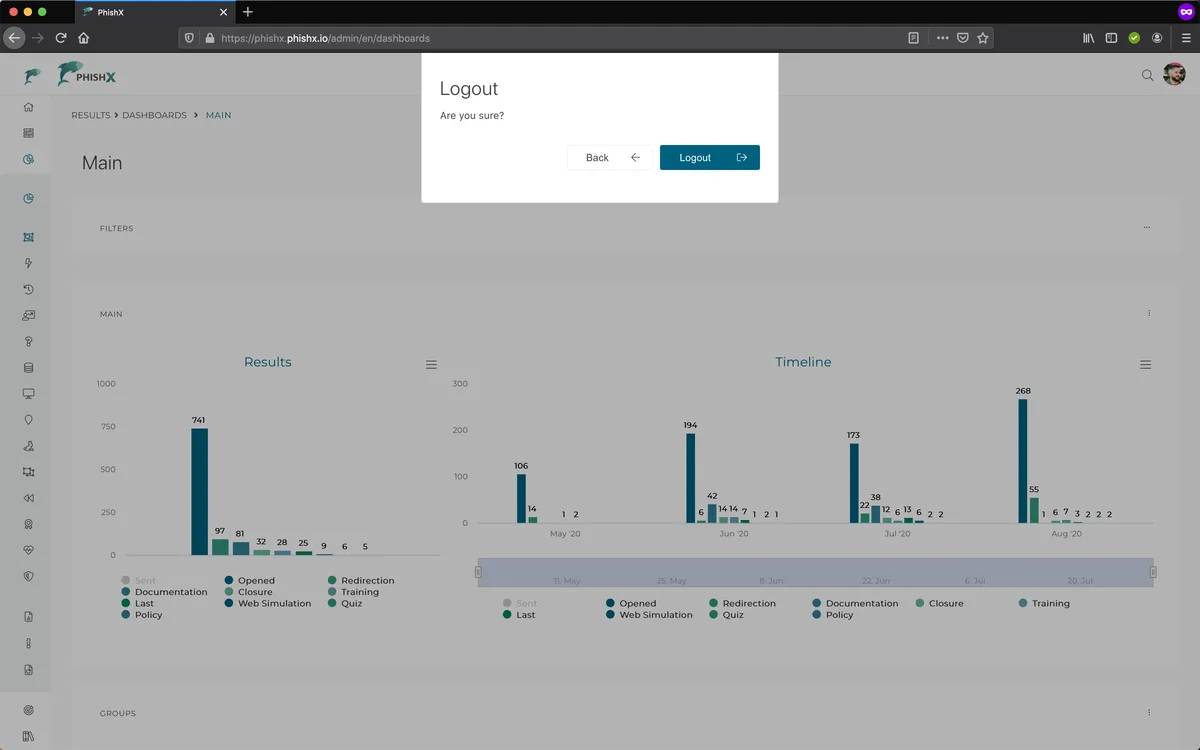 PhishX
https://phishx.phishx.io/admin/en/dashboards
PHISHX
Logout
Are you sure?
Back
Logout
RESULTS > DASHBOARDS > MAIN
Main
FILTERS
MAIN
Results
1000
750
500
250
0
741
97
81
32
28
25
9
6
5
Sent
Opened
Redirection
Documentation
Closure
Training
Last
Web Simulation
Quiz
Policy
Timeline
300
200
100
0
106
14
1
2
194
6
42
14
14
7
1
2
1
173
22
38
12
6
13
6
2
2
268
55
1
6
7
3
2
2
2
May '20
Jun '20
Jul '20
Aug '20
11. May
25. May
8. Jun
22. Jun
6. Jul
20. Jul
Sent
Opened
Redirection
Documentation
Closure
Training
Last
Web Simulation
Quiz
Policy
GROUPS